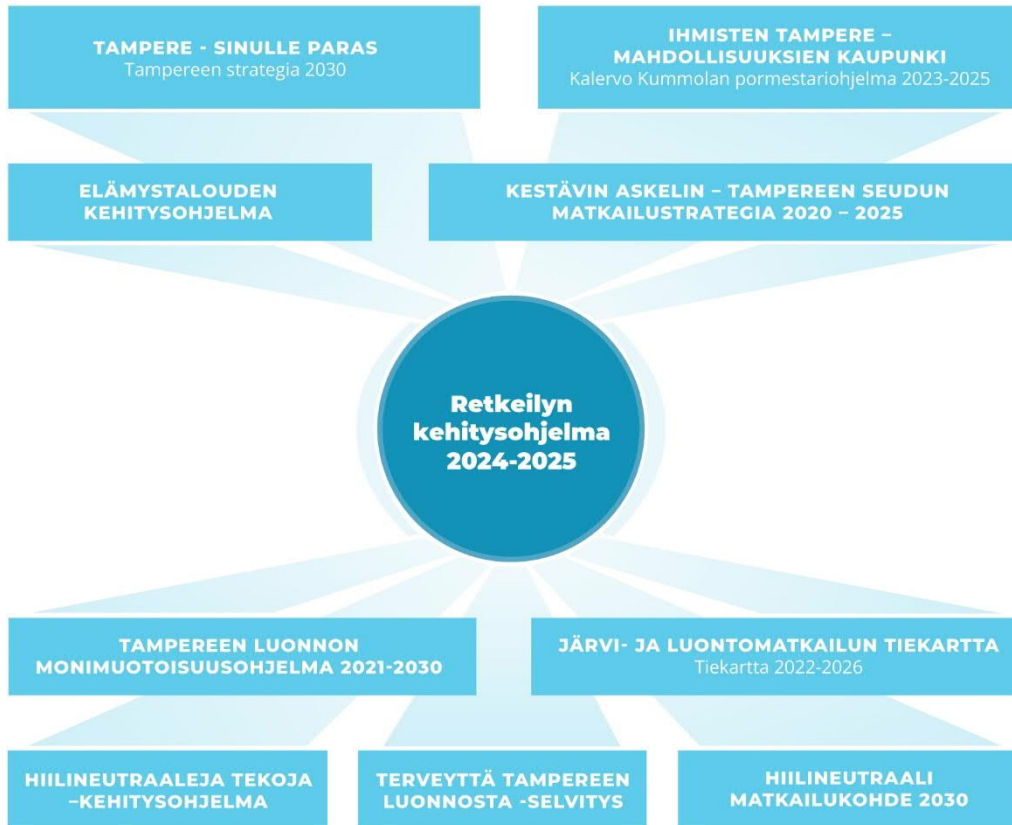 TAMPERE - SINULLE PARAS
Tampereen strategia 2030
IHMISTEN TAMPERE –
MAHDOLLISUUKSIEN KAUPUNKI
Kalervo Kummolan pormestariohjelma 2023-2025
ELÄMYSTALOUDEN
KEHITYSOHJELMA
KESTÄVIN ASKELIN – TAMPEREEN SEUDUN
MATKAILUSTRATEGIA 2020 – 2025
Retkeilyn
kehitysohjelma
2024-2025
TAMPEREEN LUONNON
MONIMUOTOISUUSOHJELMA 2021-2030
JÄRVI- JA LUONTOMATKAILUN TIEKARTTA
Tiekartta 2022-2026
HIILINEUTRAALEJA TEKOJA
–KEHITYSOHJELMA
TERVEYTTÄ TAMPEREEN
LUONNOSTA -SELVITYS
HIILINEUTRAALI
MATKAILUKOHDE 2030